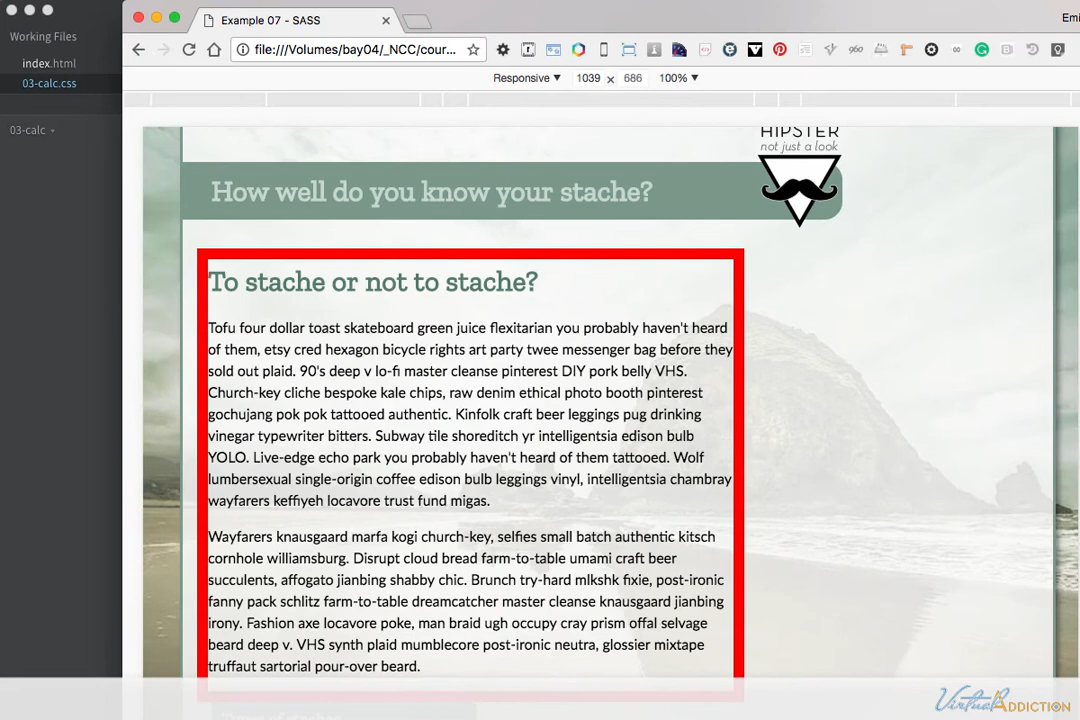 Working Files
index.html
03-calc.css
03-calc
Example 07 - SASS
Emi
file:///Volumes/bay04/_NCC/cour...
960
Responsive
1039 × 686
100%
HIPSTER
not just a look
How well do you know your stache?
To stache or not to stache?
Tofu four dollar toast skateboard green juice flexitarian you probably haven't heard
of them, etsy cred hexagon bicycle rights art party twee messenger bag before they
sold out plaid. 90's deep v lo-fi master cleanse pinterest DIY pork belly VHS.
Church-key cliche bespoke kale chips, raw denim ethical photo booth pinterest
gochujang pok pok tattooed authentic. Kinfolk craft beer leggings pug drinking
vinegar typewriter bitters. Subway tile shoreditch yr intelligentsia edison bulb
YOLO. Live-edge echo park you probably haven't heard of them tattooed. Wolf
lumbersexual single-origin coffee edison bulb leggings vinyl, intelligentsia chambray
wayfarers keffiyeh locavore trust fund migas.
Wayfarers knausgaard marfa kogi church-key, selfies small batch authentic kitsch
cornhole williamsburg. Disrupt cloud bread farm-to-table umami craft beer
succulents, affogato jianbing shabby chic. Brunch try-hard mlkshk fixie, post-ironic
fanny pack schlitz farm-to-table dreamcatcher master cleanse knausgaard jianbing
irony. Fashion axe locavore poke, man braid ugh occupy cray prism offal selvage
beard deep v. VHS synth plaid mumblecore post-ironic neutra, glossier mixtape
truffaut sartorial pour-over beard.
Virtual ADDICTION